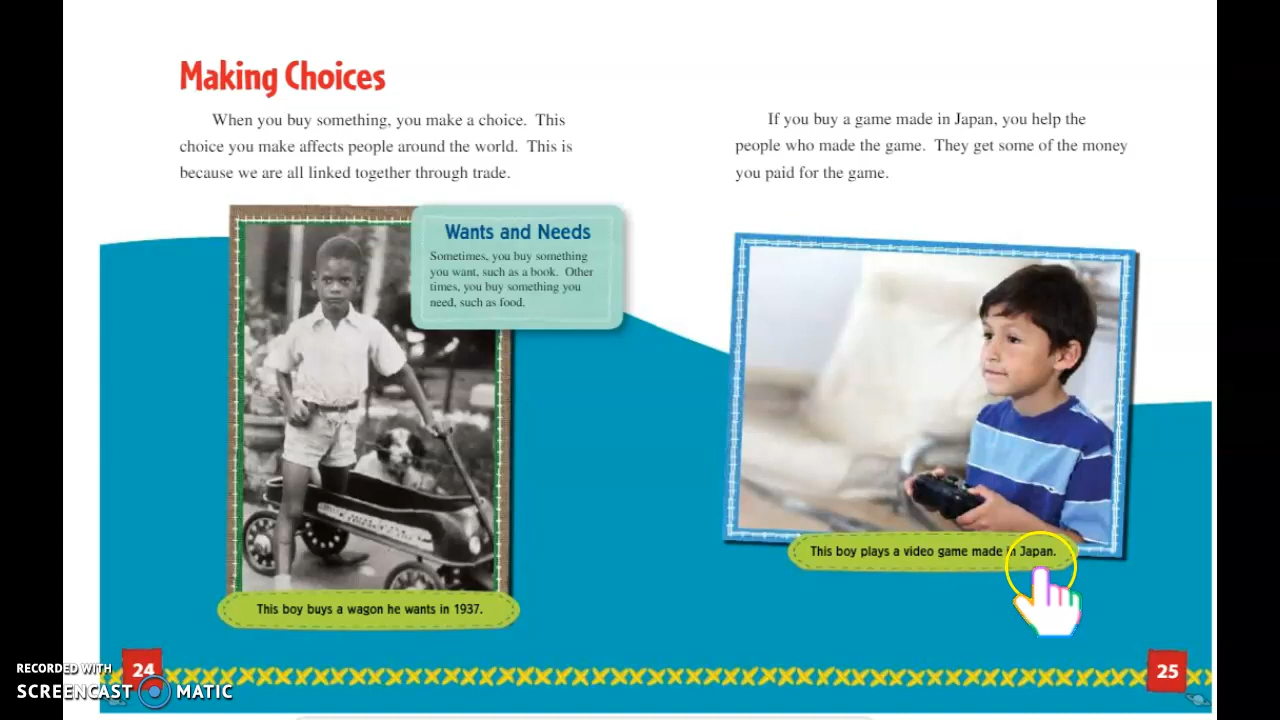 Making Choices
When you buy something, you make a choice. This
choice you make affects people around the world. This is
because we are all linked together through trade.
Wants and Needs
Sometimes, you buy something
you want, such as a book. Other
times, you buy something you
need, such as food.
This boy buys a wagon he wants in 1937.
24
If you buy a game made in Japan, you help the
people who made the game. They get some of the money
you paid for the game.
This boy plays a video game made in Japan.
25
RECORDED WITH
SCREENCAST MATIC